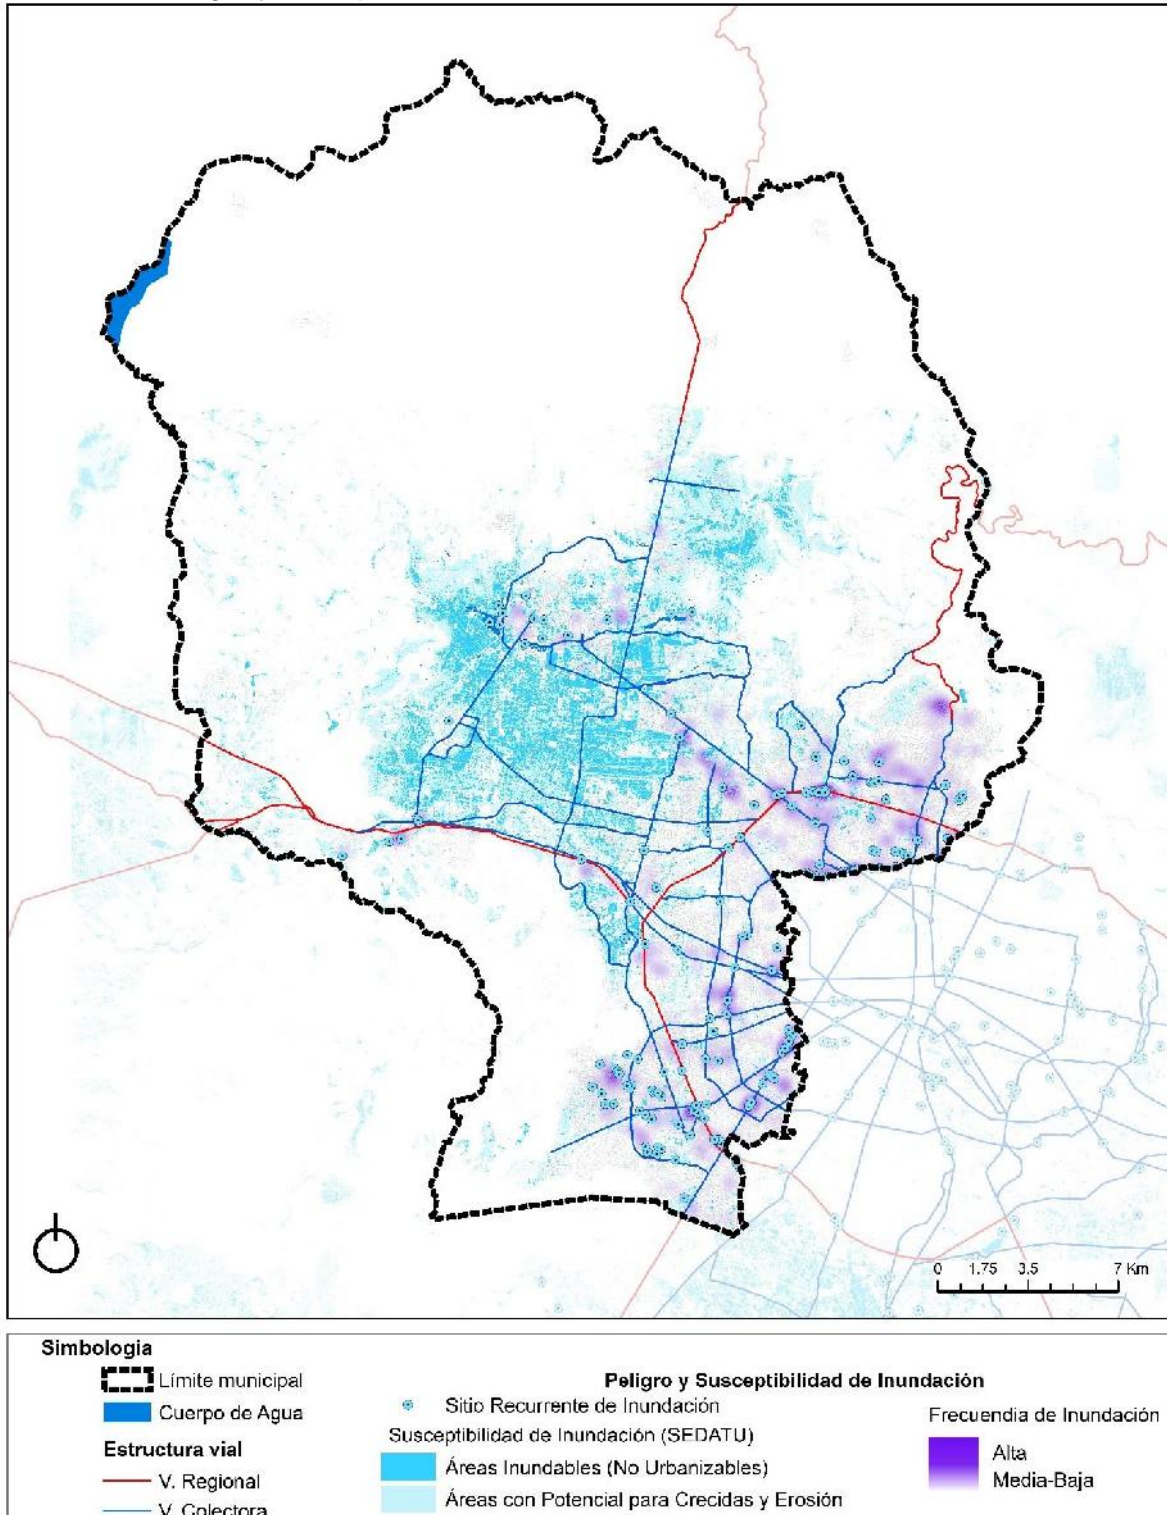 0 1.75 3.5 7 Km
Simbologia
Límite municipal
Cuerpo de Agua
Estructura vial
V. Regional
V. Colectora
Peligro y Susceptibilidad de Inundación
Sitio Recurrente de Inundación
Susceptibilidad de Inundación (SEDATU)
Áreas Inundables (No Urbanizables)
Áreas con Potencial para Crecidas y Erosión
Frecuendia de Inundación
Alta
Media-Baja